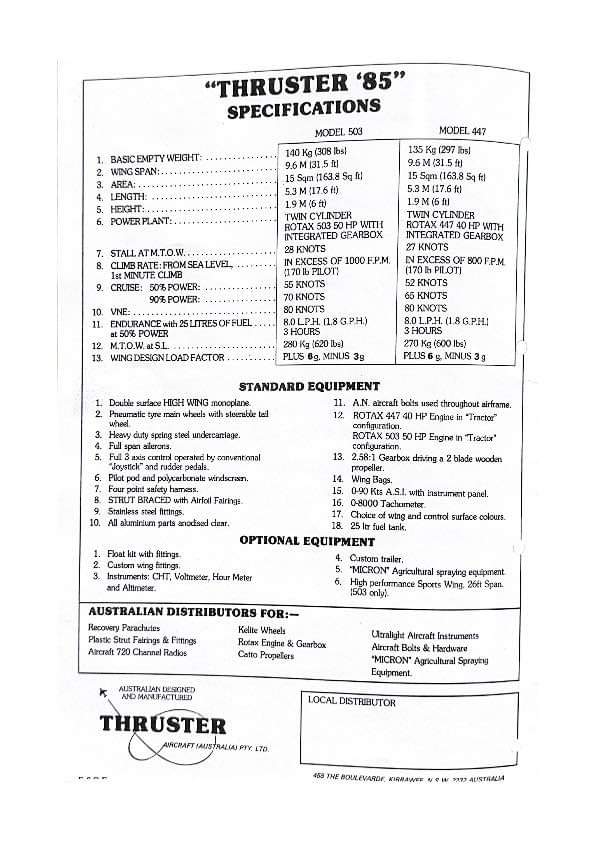 "THRUSTER '85"
SPECIFICATIONS
MODEL 503 MODEL 447
1. BASIC EMPTY WEIGHT: 140 Kg (308 lbs) 135 Kg (297 lbs)
2. WING SPAN: 9.6 M (31.5 ft) 9.6 M (31.5 ft)
3. AREA: 15 Sqm (163.8 Sq ft) 15 Sqm (163.8 Sq ft)
4. LENGTH: 5.3 M (17.6 ft) 5.3 M (17.6 ft)
5. HEIGHT: 1.9 M (6 ft) 1.9 M (6 ft)
6. POWER PLANT: TWIN CYLINDER TWIN CYLINDER
ROTAX 503 50 HP WITH ROTAX 447 40 HP WITH
INTEGRATED GEARBOX INTEGRATED GEARBOX
7. STALL AT M.T.O.W. 28 KNOTS 27 KNOTS
8. CLIMB RATE: FROM SEA LEVEL, IN EXCESS OF 1000 F.P.M. IN EXCESS OF 800 F.P.M.
1st MINUTE CLIMB (170 lb PILOT) (170 lb PILOT)
9. CRUISE: 50% POWER: 55 KNOTS 52 KNOTS
90% POWER: 70 KNOTS 65 KNOTS
10. VNE: 80 KNOTS 80 KNOTS
11. ENDURANCE with 25 LITRES OF FUEL 8.0 L.P.H. (1.8 G.P.H.) 8.0 L.P.H. (1.8 G.P.H.)
at 50% POWER 3 HOURS 3 HOURS
12. M.T.O.W. at S.L. 280 Kg (620 lbs) 270 Kg (600 lbs)
13. WING DESIGN LOAD FACTOR PLUS 6g, MINUS 3g PLUS 6 g, MINUS 3 g
STANDARD EQUIPMENT
1. Double surface HIGH WING monoplane.
2. Pneumatic tyre main wheels with steerable tail
wheel.
3. Heavy duty spring steel undercarriage.
4. Full span ailerons.
5. Full 3 axis control operated by conventional
"Joystick" and rudder pedals.
6. Pilot pod and polycarbonate windscreen.
7. Four point safety harness.
8. STRUT BRACED with Airfoil Fairings.
9. Stainless steel fittings.
10. All aluminium parts anodised clear.
11. A.N. aircraft bolts used throughout airframe.
12. ROTAX 447 40 HP Engine in "Tractor"
configuration.
ROTAX 503 50 HP Engine in "Tractor"
configuration.
13. 2.58:1 Gearbox driving a 2 blade wooden
propeller.
14. Wing Bags.
15. 0-90 Kts A.S.I. with instrument panel.
16. 0-8000 Tachometer.
17. Choice of wing and control surface colours.
18. 25 ltr fuel tank.
OPTIONAL EQUIPMENT
1. Float kit with fittings.
2. Custom wing fittings.
3. Instruments: CHT, Voltmeter, Hour Meter
and Altimeter.
4. Custom trailer.
5. "MICRON" Agricultural spraying equipment.
6. High performance Sports Wing, 26ft Span.
(503 only).
AUSTRALIAN DISTRIBUTORS FOR:—
Recovery Parachutes
Plastic Strut Fairings & Fittings
Aircraft 720 Channel Radios
Kelite Wheels
Rotax Engine & Gearbox
Catto Propellers
Ultralight Aircraft Instruments
Aircraft Bolts & Hardware
"MICRON" Agricultural Spraying
Equipment.
AUSTRALIAN DESIGNED
AND MANUFACTURED
THRUSTER
AIRCRAFT (AUSTRALIA) PTY. LTD.
LOCAL DISTRIBUTOR
THE BOULEVARDE, KIRRAWEE, N.S.W. 2232 AUSTRALIA